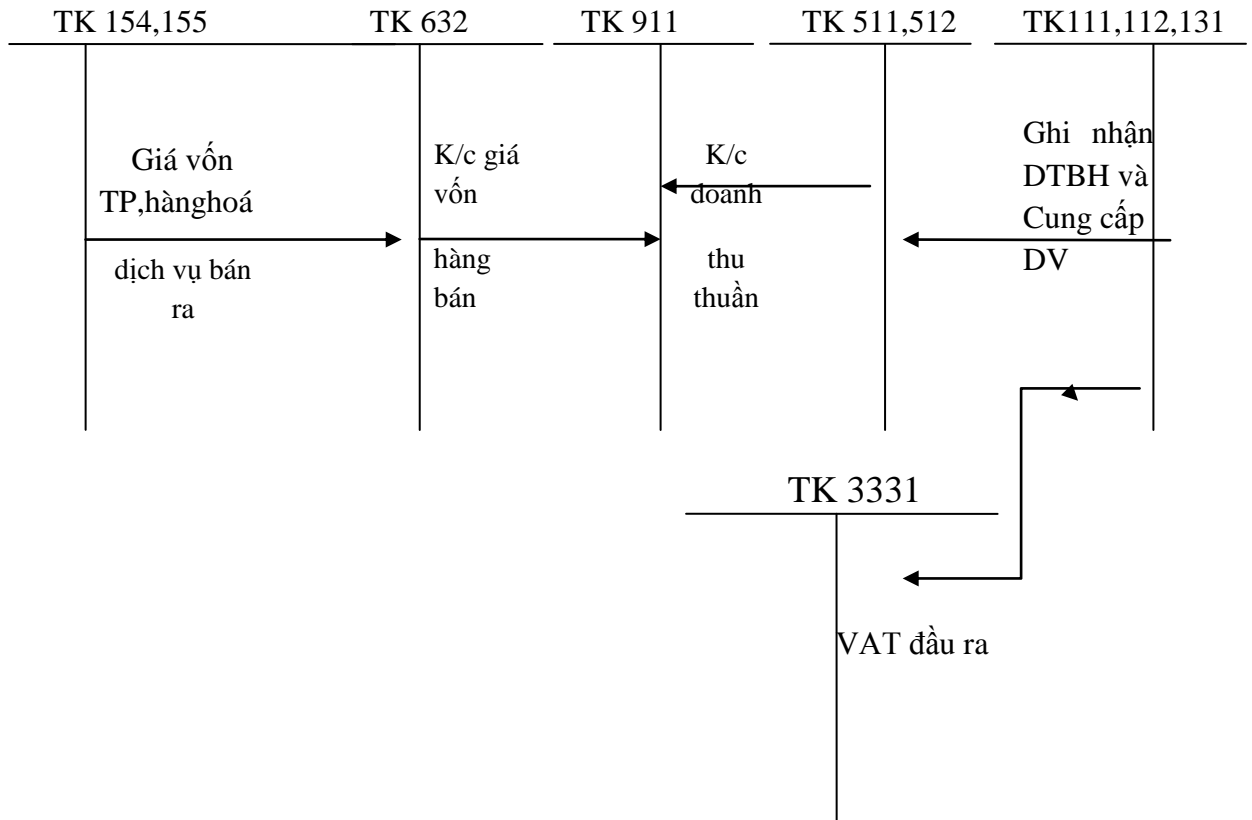 TK 154,155
TK 632
TK 911
TK 511,512
TK111,112,131
Giá vốn
TP,hànghoá
dịch vụ bán
ra
K/c giá
vốn
hàng
bán
K/c
doanh
thu
thuần
Ghi nhận
DTBH và
Cung cấp
DV
TK 3331
VAT đầu ra